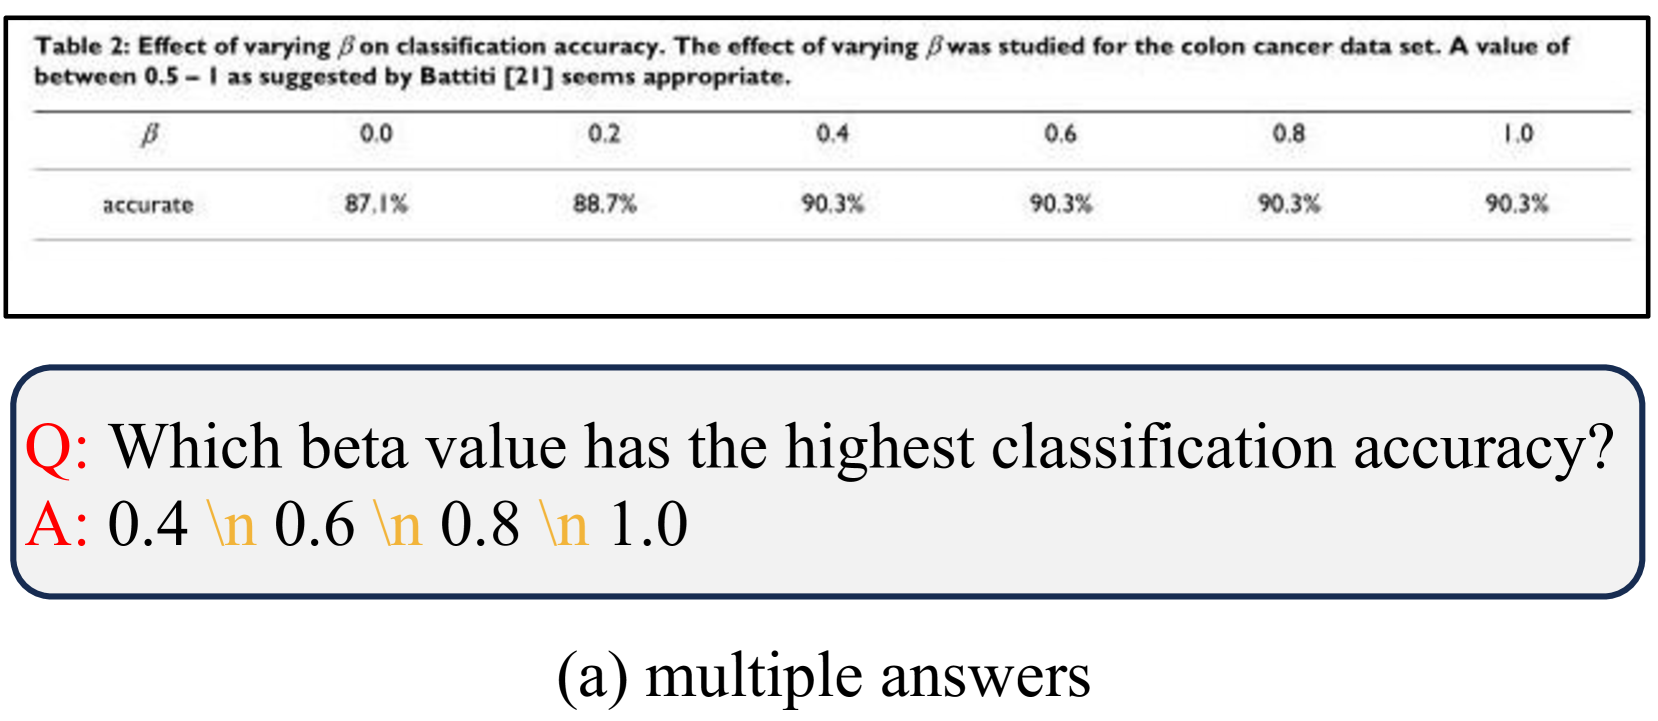 Table 2: Effect of varying β on classification accuracy. The effect of varying β was studied for the colon cancer data set. A value of
between 0.5 – 1 as suggested by Battiti [21] seems appropriate.
β 0.0 0.2 0.4 0.6 0.8 1.0
accurate 87.1% 88.7% 90.3% 90.3% 90.3% 90.3%
Q: Which beta value has the highest classification accuracy?
A: 0.4 \n 0.6 \n 0.8 \n 1.0
(a) multiple answers